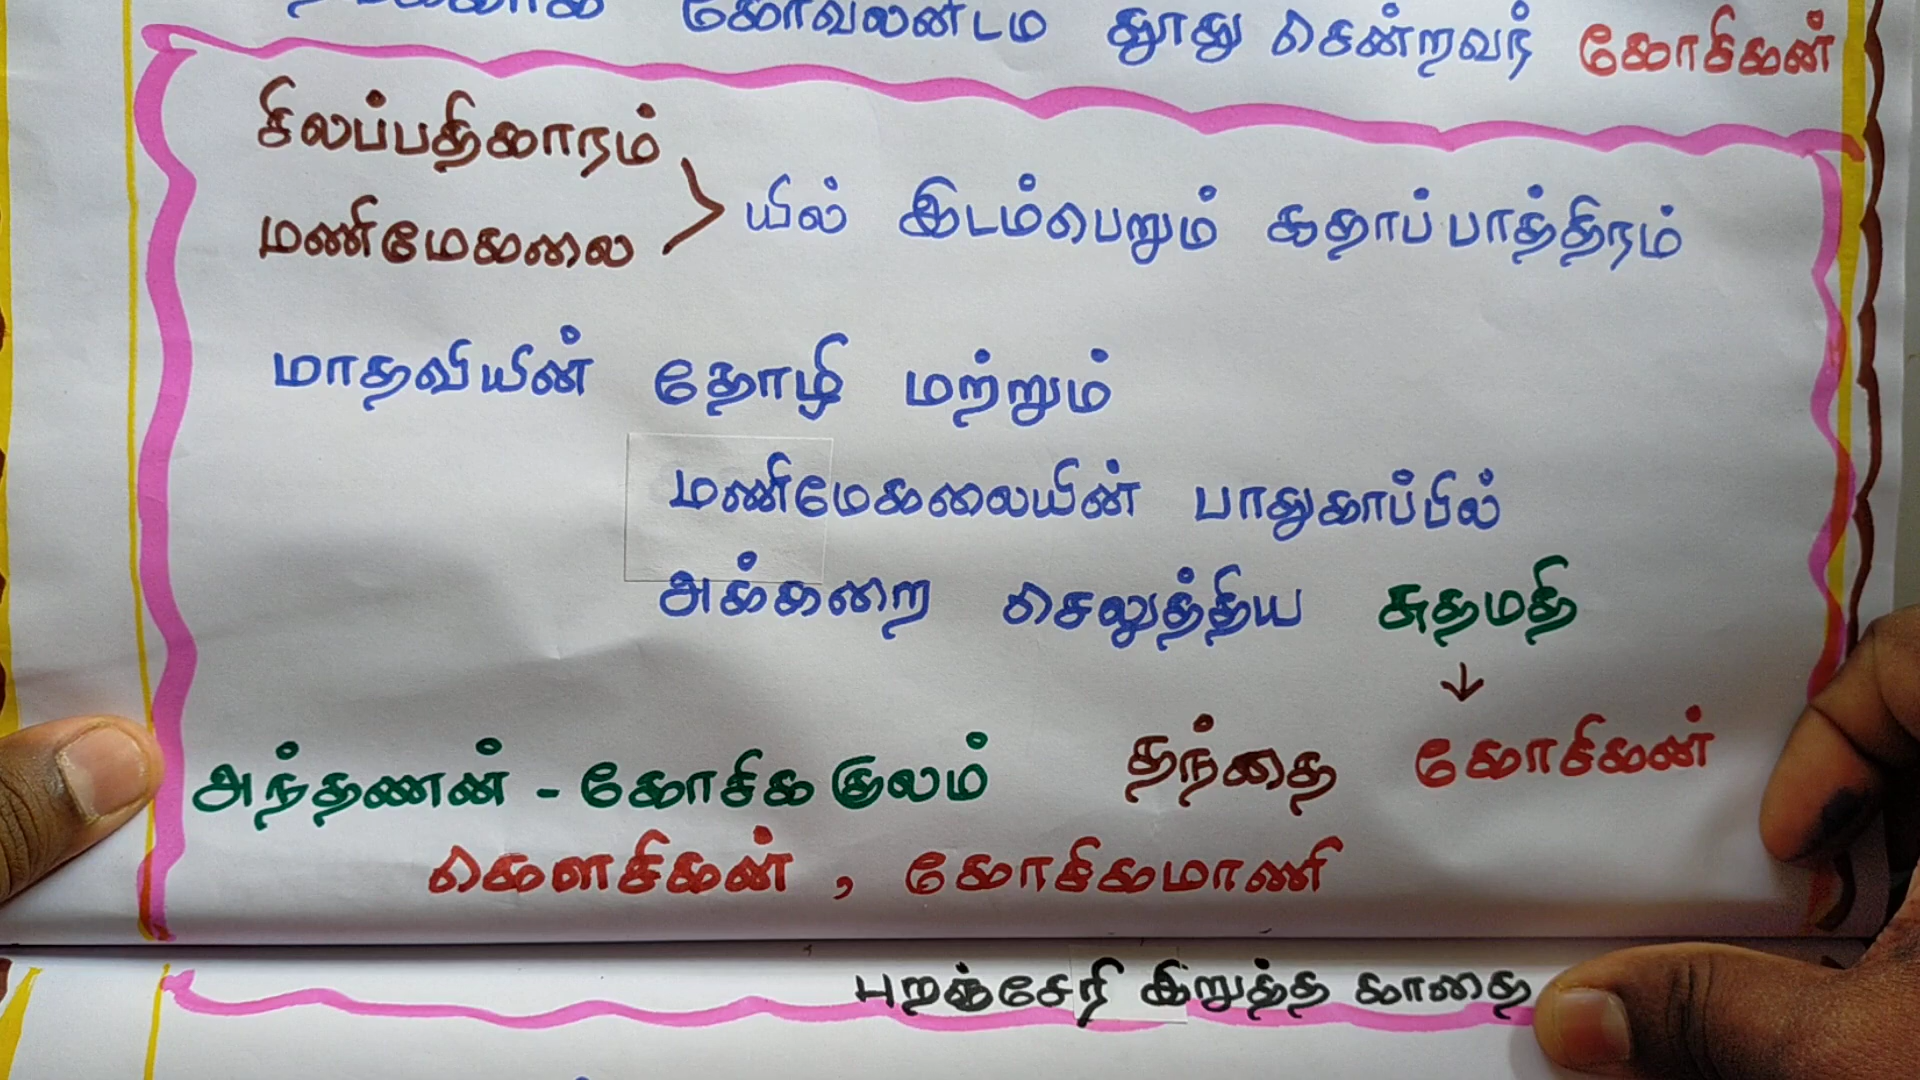 கோவலனிடம் தூது சென்றவர் கோசிகன்
சிலப்பதிகாரம்
மணிமேகலை > யில் இடம்பெறும் கதாப்பாத்திரம்
மாதவியின் தோழி மற்றும்
மணிமேகலையின் பாதுகாப்பில்
அக்கறை செலுத்திய சுதமதி
↓
அந்தணன் - கோசிக குலம் தந்தை கோசிகன்
கௌசிகன் , கோசிகமாணி
புறஞ்சேரி இறுத்த காதை